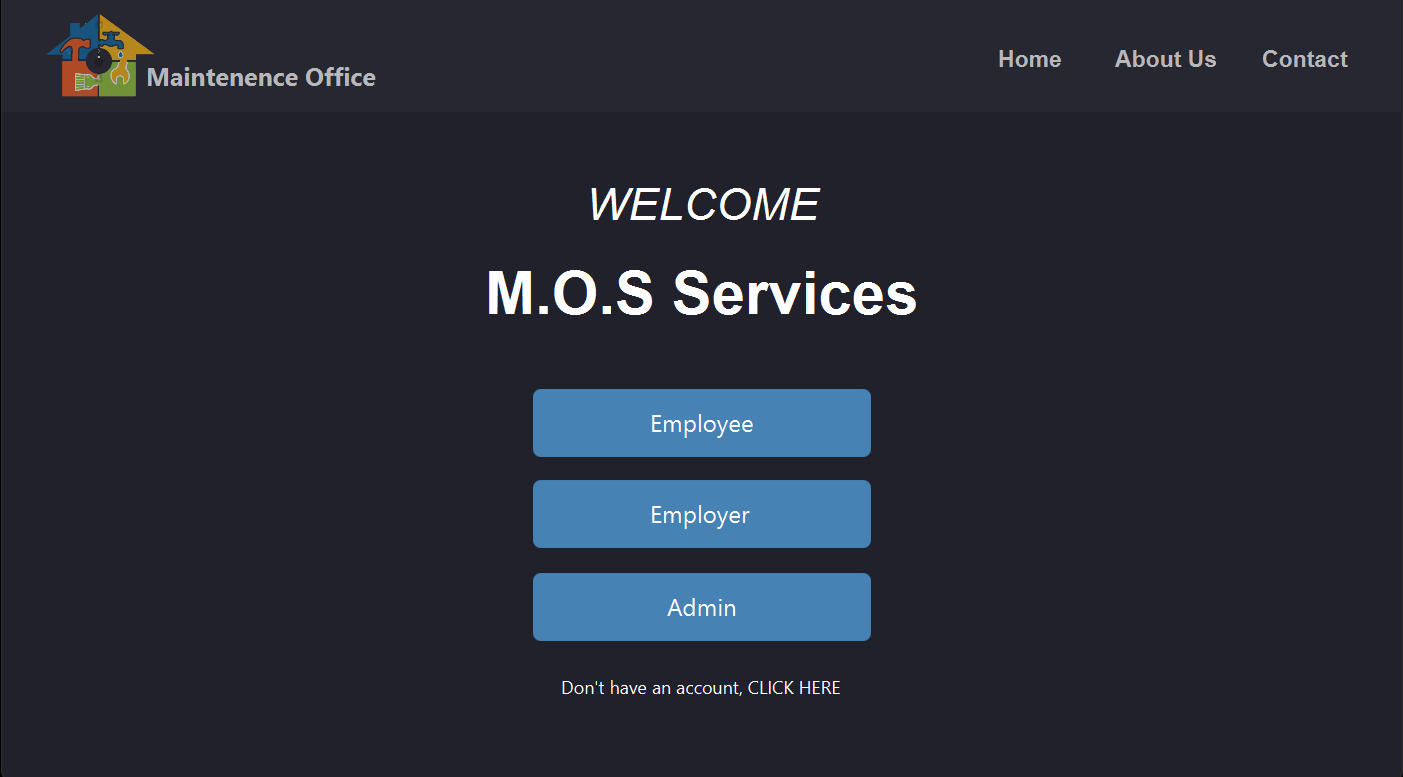 Maintenence Office
Home About Us Contact
WELCOME
M.O.S Services
Employee
Employer
Admin
Don't have an account, CLICK HERE